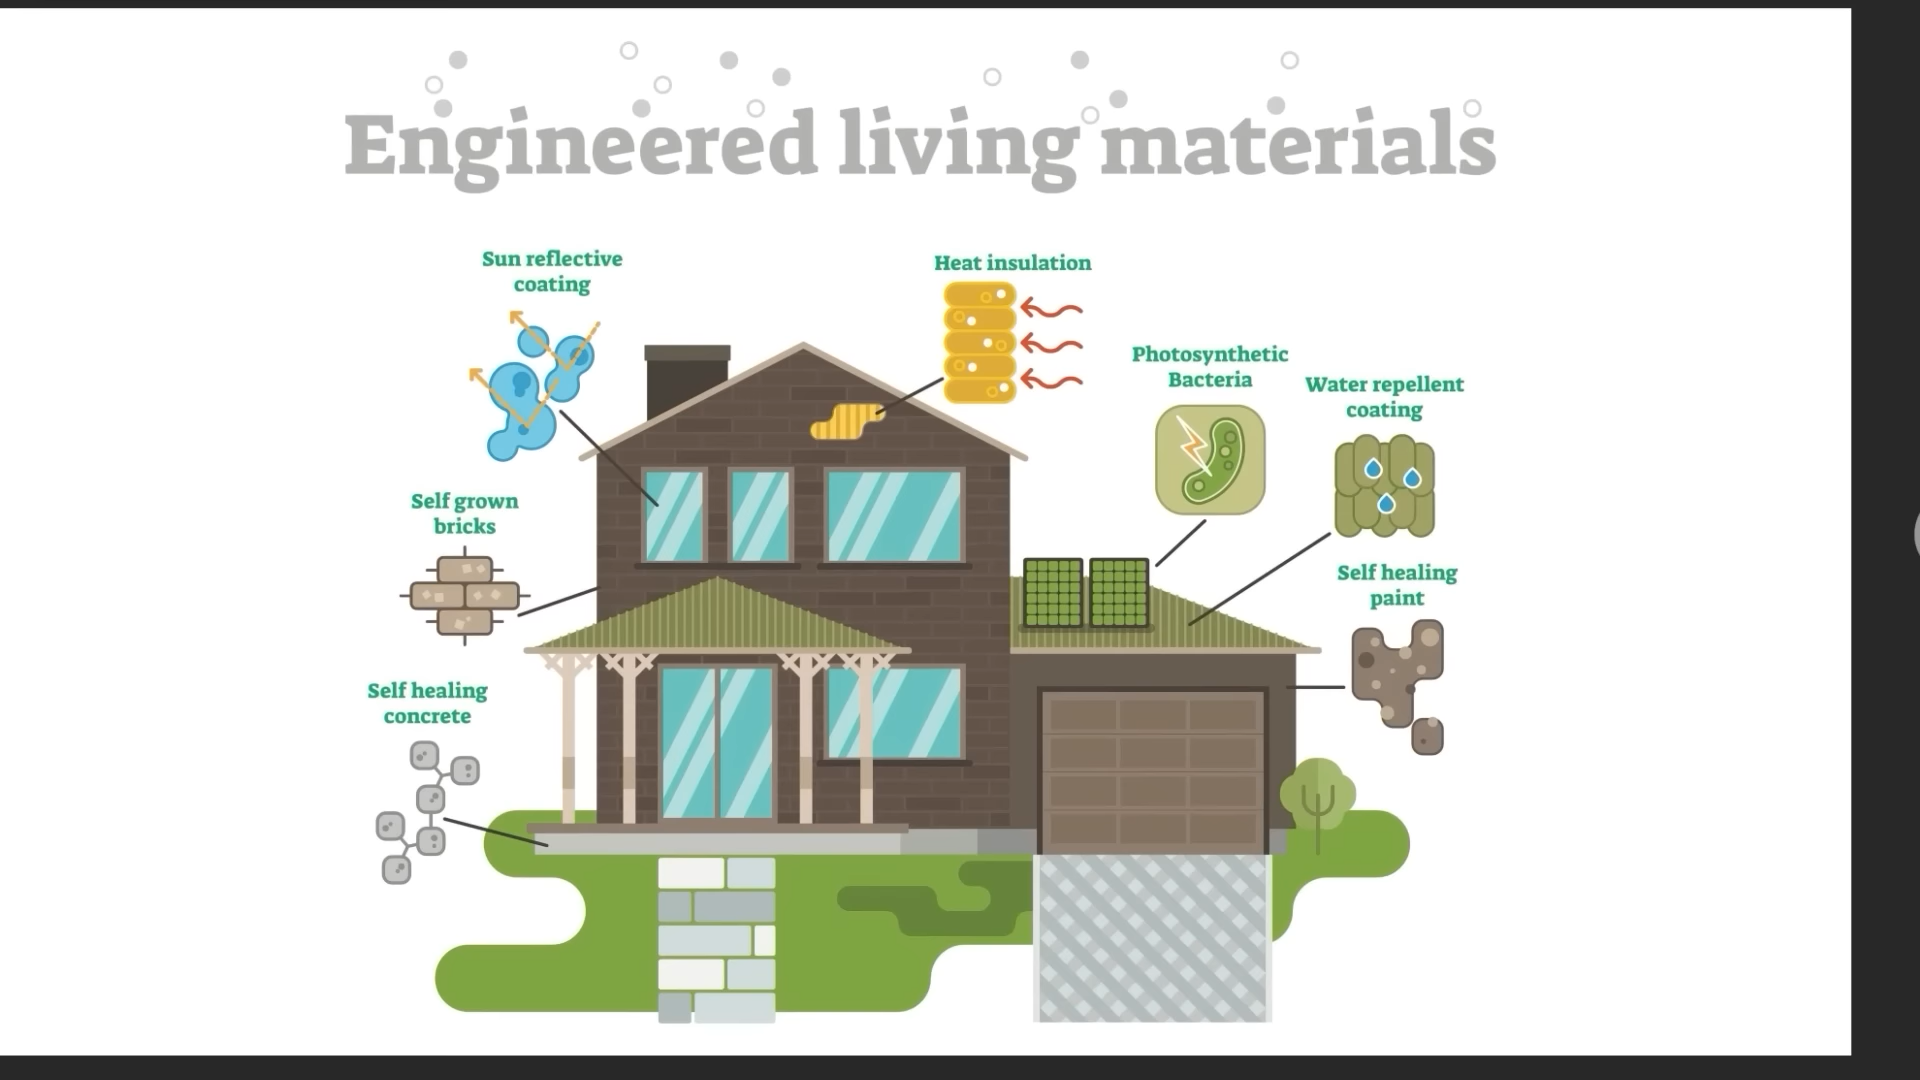 Engineered living materials
Sun reflective
coating
Heat insulation
Photosynthetic
Bacteria
Water repellent
coating
Self grown
bricks
Self healing
paint
Self healing
concrete